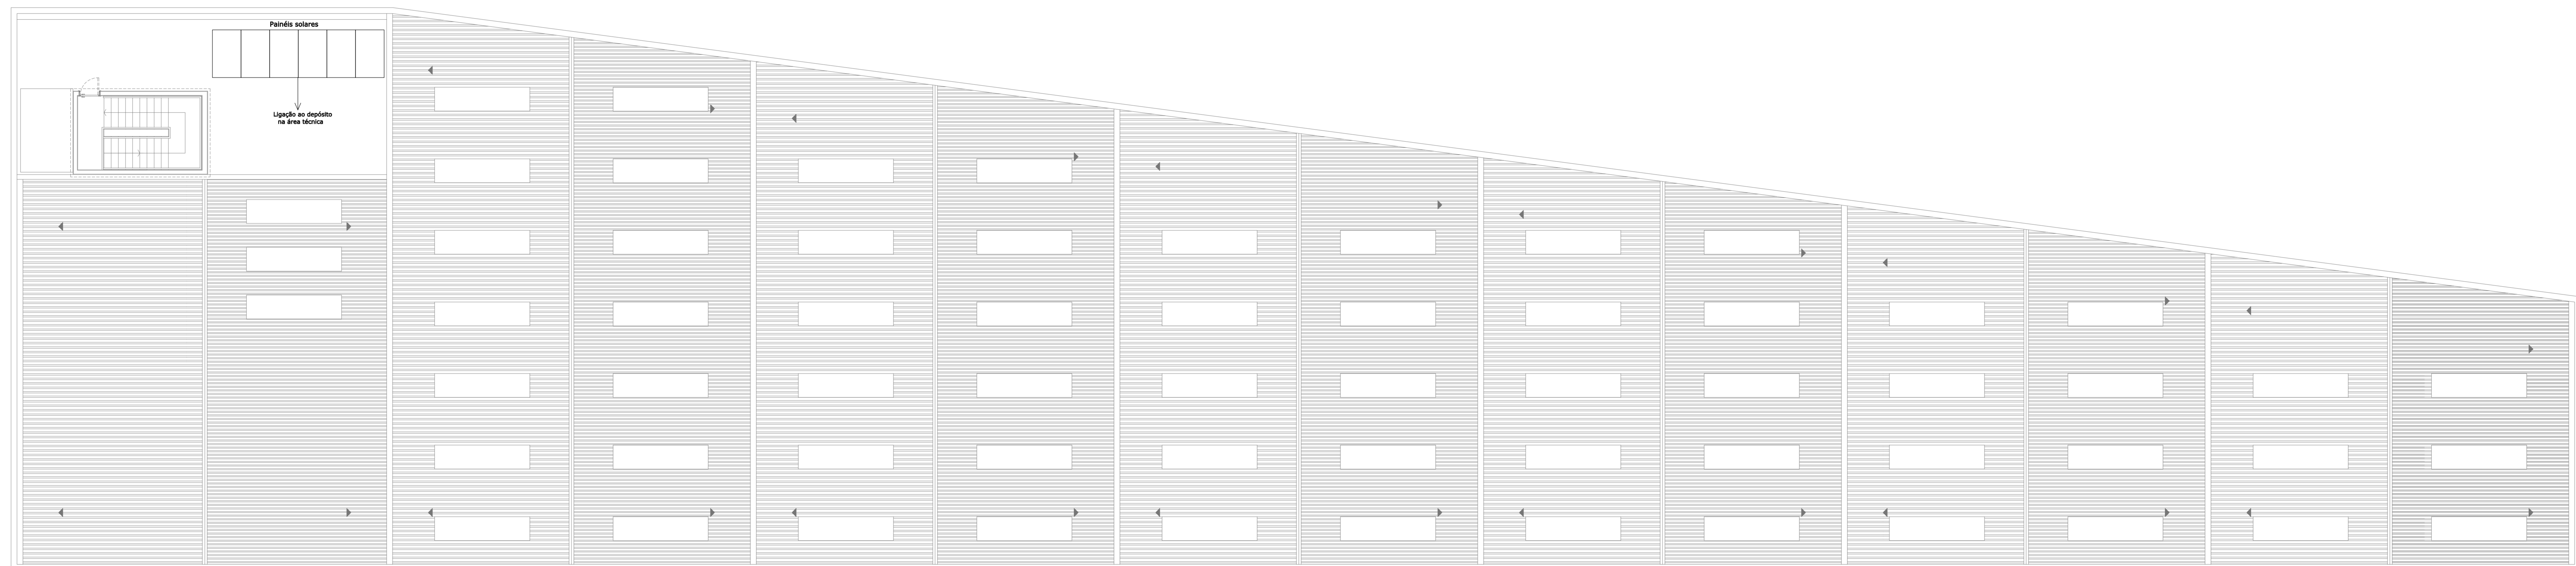 Painéis solares
Ligação ao depósito
na área técnica